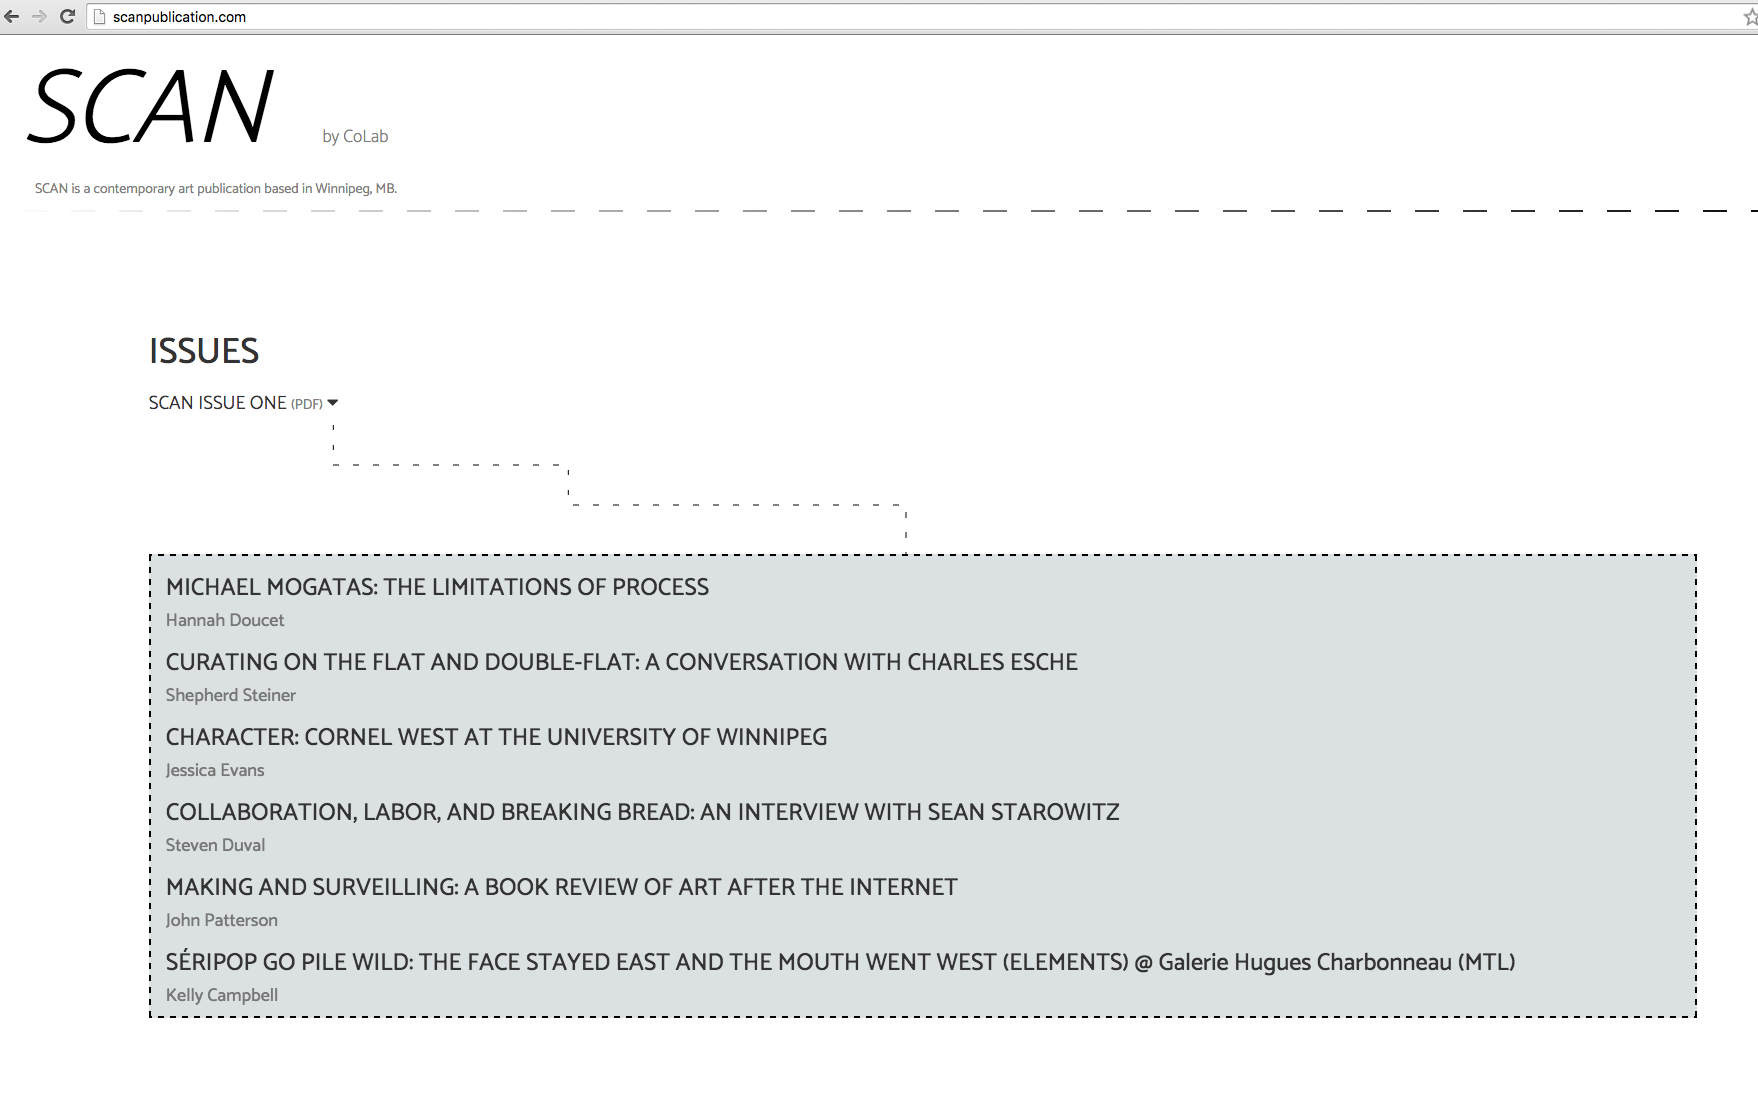 scanpublication.com
SCAN by CoLab
SCAN is a contemporary art publication based in Winnipeg, MB.
ISSUES
SCAN ISSUE ONE (PDF)
MICHAEL MOGATAS: THE LIMITATIONS OF PROCESS
Hannah Doucet
CURATING ON THE FLAT AND DOUBLE-FLAT: A CONVERSATION WITH CHARLES ESCHE
Shepherd Steiner
CHARACTER: CORNEL WEST AT THE UNIVERSITY OF WINNIPEG
Jessica Evans
COLLABORATION, LABOR, AND BREAKING BREAD: AN INTERVIEW WITH SEAN STAROWITZ
Steven Duval
MAKING AND SURVEILLING: A BOOK REVIEW OF ART AFTER THE INTERNET
John Patterson
SÉRIPOP GO PILE WILD: THE FACE STAYED EAST AND THE MOUTH WENT WEST (ELEMENTS) @ Galerie Hugues Charbonneau (MTL)
Kelly Campbell